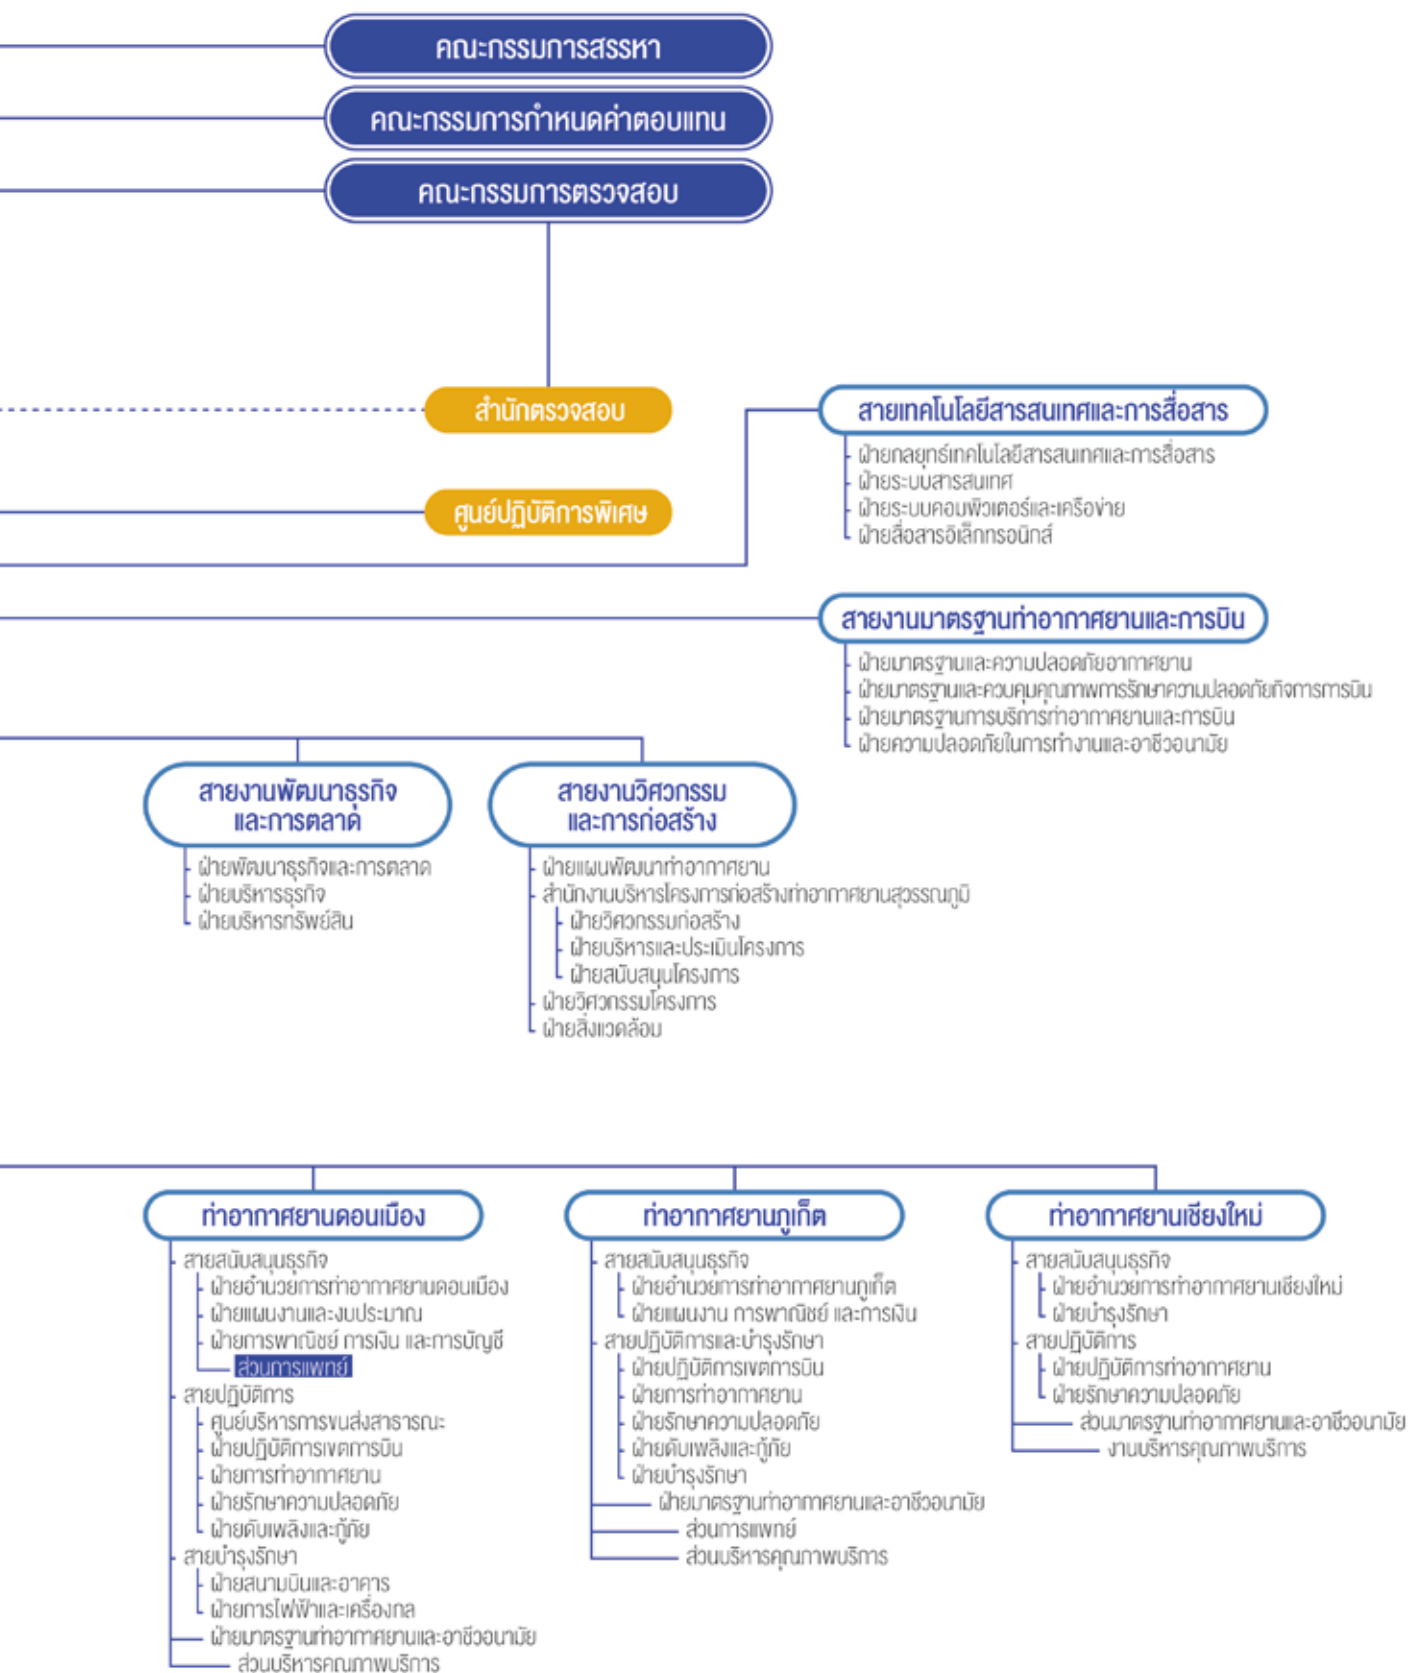 คณะกรรมการสรรหา
คณะกรรมการกำหนดค่าตอบแทน
คณะกรรมการตรวจสอบ
สำนักตรวจสอบ
ศูนย์ปฏิบัติการพิเศษ
สายเทคโนโลยีสารสนเทศและการสื่อสาร
ฝ่ายกลยุทธ์เทคโนโลยีสารสนเทศและการสื่อสาร
ฝ่ายระบบสารสนเทศ
ฝ่ายระบบคอมพิวเตอร์และเครือข่าย
ฝ่ายสื่อสารอิเล็กทรอนิกส์
สายงานมาตรฐานท่าอากาศยานและการบิน
ฝ่ายมาตรฐานและความปลอดภัยอากาศยาน
ฝ่ายมาตรฐานและควบคุมคุณภาพการรักษาความปลอดภัยกิจการการบิน
ฝ่ายมาตรฐานการบริการท่าอากาศยานและการบิน
ฝ่ายความปลอดภัยในการทำงานและอาชีวอนามัย
สายงานพัฒนาธุรกิจ
และการตลาด
ฝ่ายพัฒนาธุรกิจและการตลาด
ฝ่ายบริหารธุรกิจ
ฝ่ายบริหารทรัพย์สิน
สายงานวิศวกรรม
และการก่อสร้าง
ฝ่ายแผนพัฒนาท่าอากาศยาน
สำนักงานบริหารโครงการก่อสร้างท่าอากาศยานสุวรรณภูมิ
ฝ่ายวิศวกรรมก่อสร้าง
ฝ่ายบริหารและประเมินโครงการ
ฝ่ายสนับสนุนโครงการ
ฝ่ายวิศวกรรมโครงการ
ฝ่ายสิ่งแวดล้อม
ท่าอากาศยานดอนเมือง
สายสนับสนุนธุรกิจ
ฝ่ายอำนวยการท่าอากาศยานดอนเมือง
ฝ่ายแผนงานและงบประมาณ
ฝ่ายการพาณิชย์ การเงิน และการบัญชี
ส่วนการแพทย์
สายปฏิบัติการ
ศูนย์บริหารการขนส่งสาธารณะ
ฝ่ายปฏิบัติการเขตการบิน
ฝ่ายการท่าอากาศยาน
ฝ่ายรักษาความปลอดภัย
ฝ่ายดับเพลิงและกู้ภัย
สายบำรุงรักษา
ฝ่ายสนามบินและอาคาร
ฝ่ายการไฟฟ้าและเครื่องกล
ฝ่ายมาตรฐานท่าอากาศยานและอาชีวอนามัย
ส่วนบริหารคุณภาพบริการ
ท่าอากาศยานภูเก็ต
สายสนับสนุนธุรกิจ
ฝ่ายอำนวยการท่าอากาศยานภูเก็ต
ฝ่ายแผนงาน การพาณิชย์ และการเงิน
สายปฏิบัติการและบำรุงรักษา
ฝ่ายปฏิบัติการเขตการบิน
ฝ่ายการท่าอากาศยาน
ฝ่ายรักษาความปลอดภัย
ฝ่ายดับเพลิงและกู้ภัย
ฝ่ายบำรุงรักษา
ฝ่ายมาตรฐานท่าอากาศยานและอาชีวอนามัย
ส่วนการแพทย์
ส่วนบริหารคุณภาพบริการ
ท่าอากาศยานเชียงใหม่
สายสนับสนุนธุรกิจ
ฝ่ายอำนวยการท่าอากาศยานเชียงใหม่
ฝ่ายบำรุงรักษา
สายปฏิบัติการ
ฝ่ายปฏิบัติการท่าอากาศยาน
ฝ่ายรักษาความปลอดภัย
ส่วนมาตรฐานท่าอากาศยานและอาชีวอนามัย
งานบริหารคุณภาพบริการ